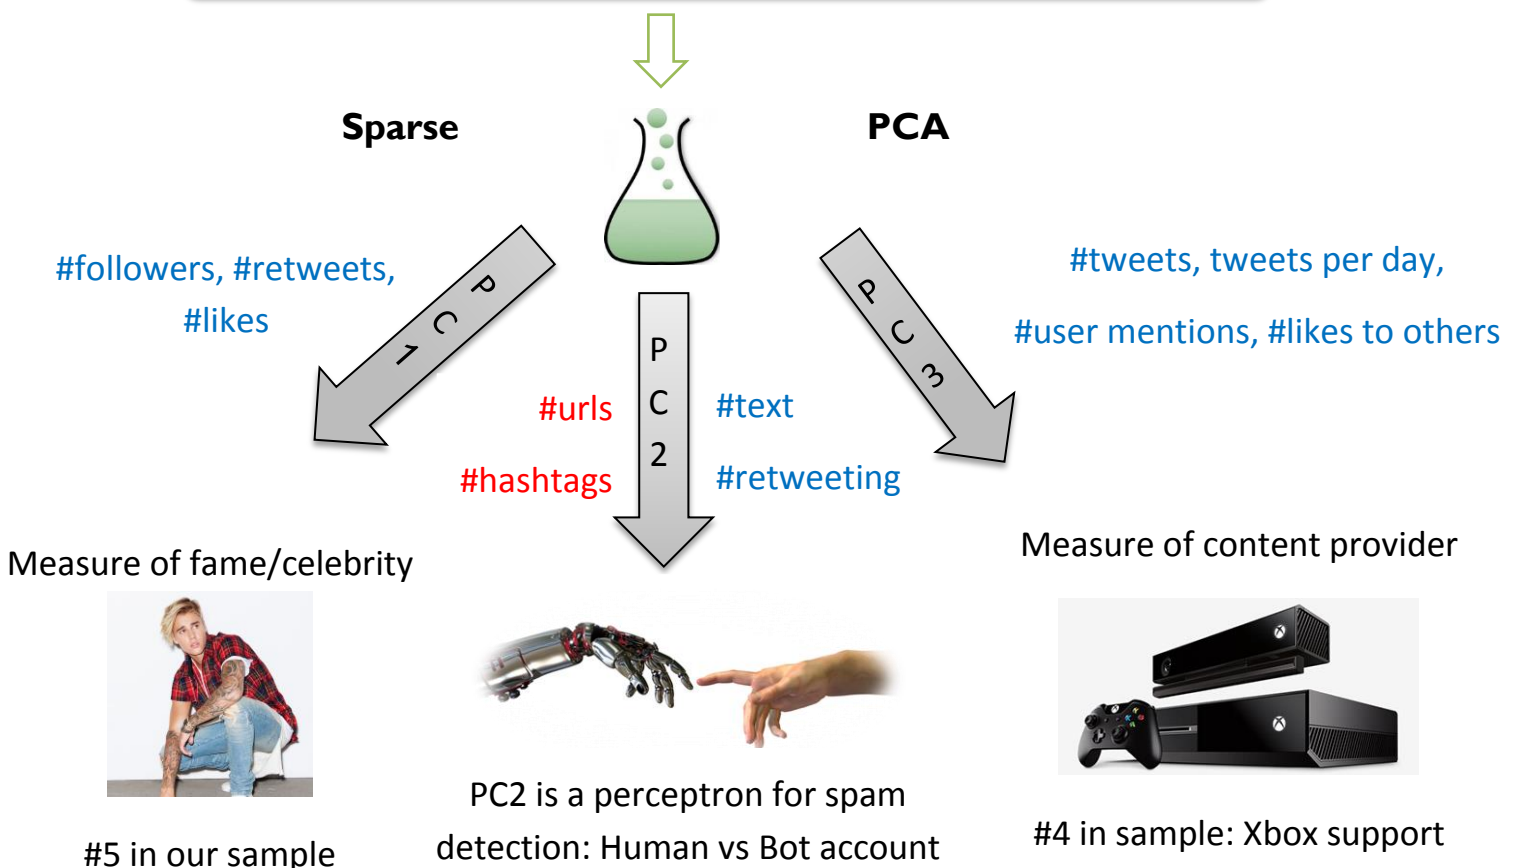 Sparse
PCA
#followers, #retweets,
#likes
P C 1
#urls
#hashtags
P
C
2
#text
#retweeting
P C 3
#tweets, tweets per day,
#user mentions, #likes to others
Measure of fame/celebrity
#5 in our sample
PC2 is a perceptron for spam
detection: Human vs Bot account
Measure of content provider
#4 in sample: Xbox support